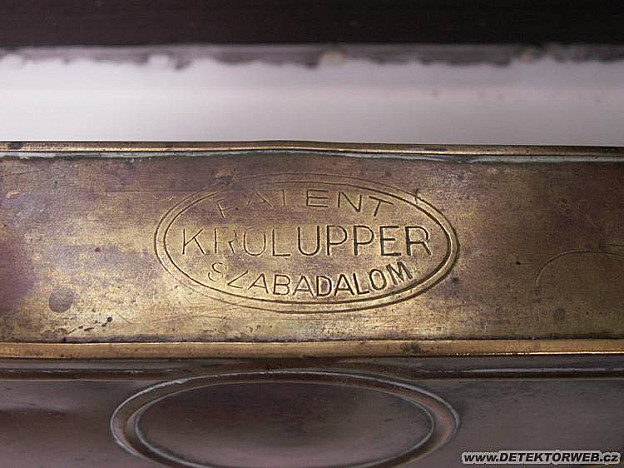 PATENT
KROLUPPER
SZABADALOM
WWW.DETEKTORWEB.cz